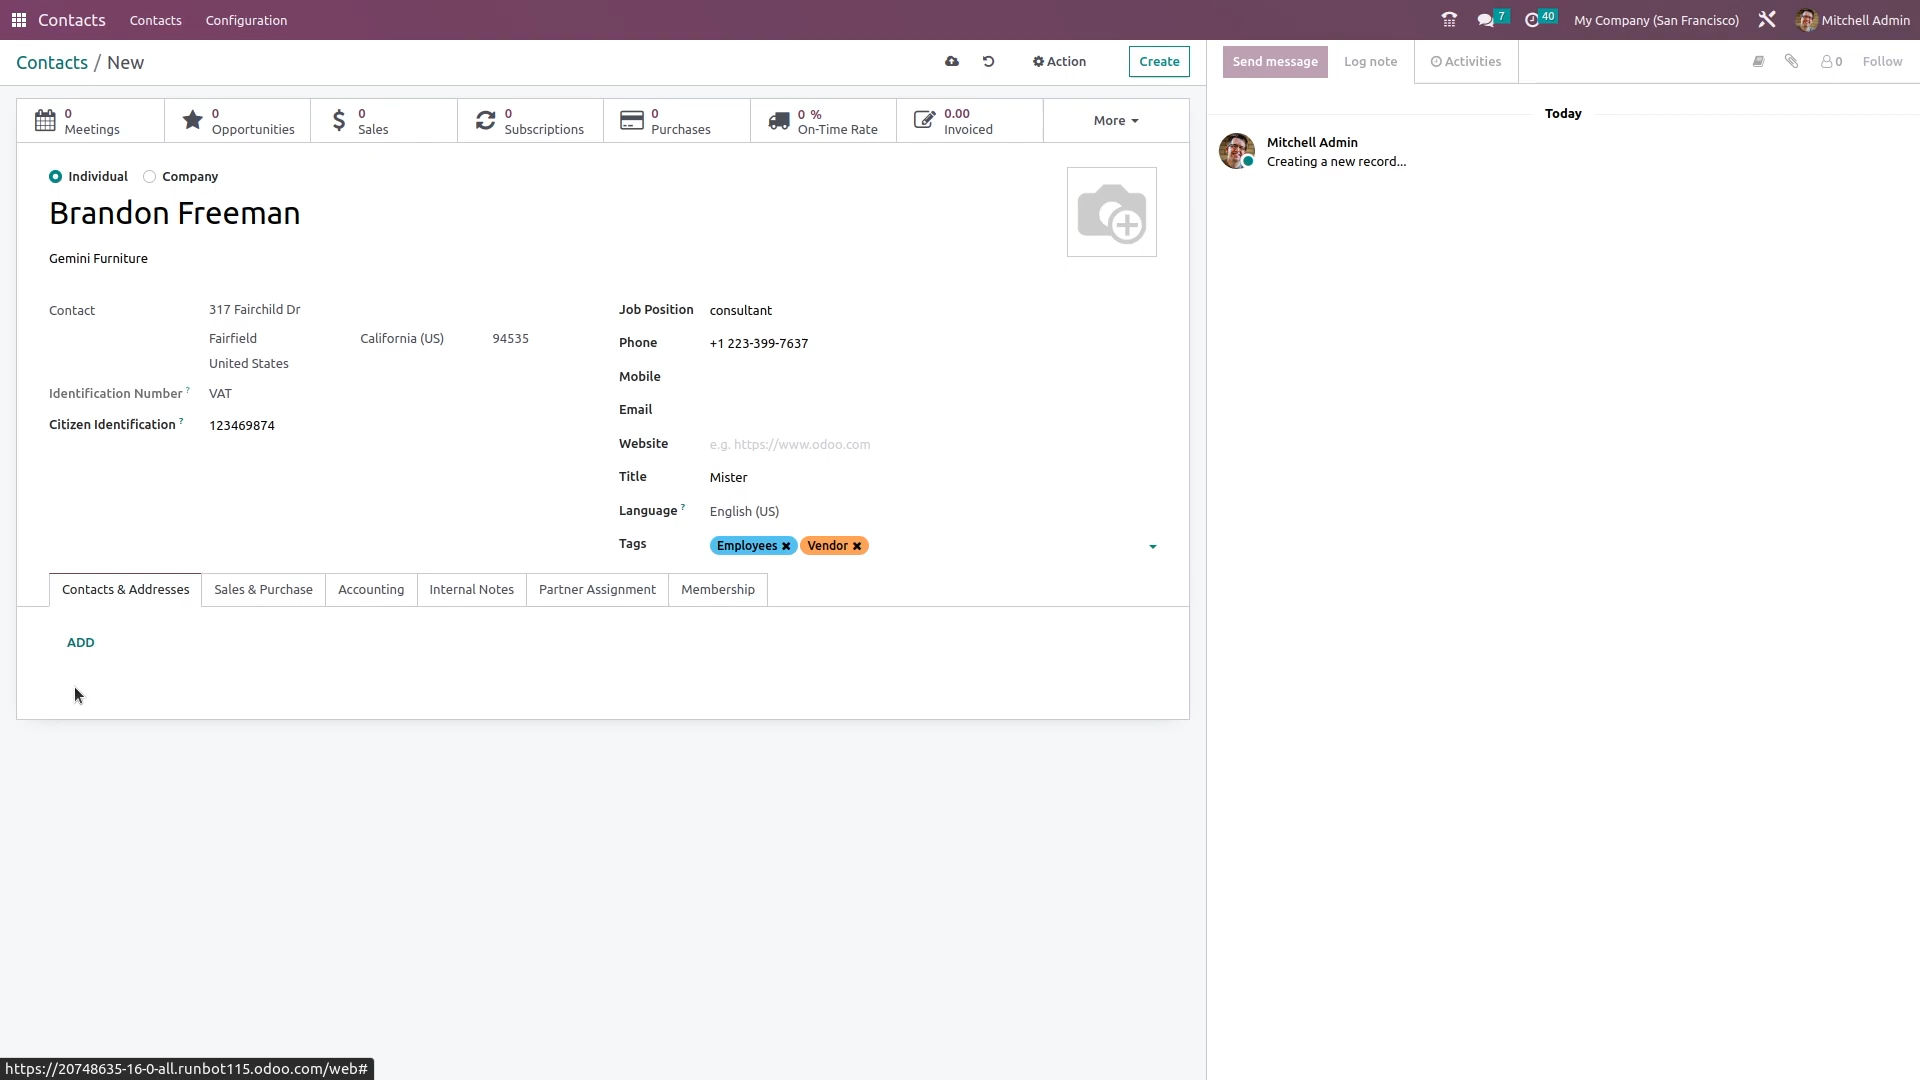 Contacts Contacts Configuration 7 40 My Company (San Francisco) Mitchell Admin
Contacts / New Action Create Send message Log note Activities 0 Follow
0 Meetings
0 Opportunities
0 Sales
0 Subscriptions
0 Purchases
0 % On-Time Rate
0.00 Invoiced
More
Today
Mitchell Admin
Creating a new record...
Individual Company
Brandon Freeman
Gemini Furniture
Contact 317 Fairchild Dr
Fairfield California (US) 94535
United States
Identification Number ? VAT
Citizen Identification ? 123469874
Job Position consultant
Phone +1 223-399-7637
Mobile
Email
Website e.g. https://www.odoo.com
Title Mister
Language ? English (US)
Tags Employees Vendor
Contacts & Addresses Sales & Purchase Accounting Internal Notes Partner Assignment Membership
ADD
https://20748635-16-0-all.runbot115.odoo.com/web#